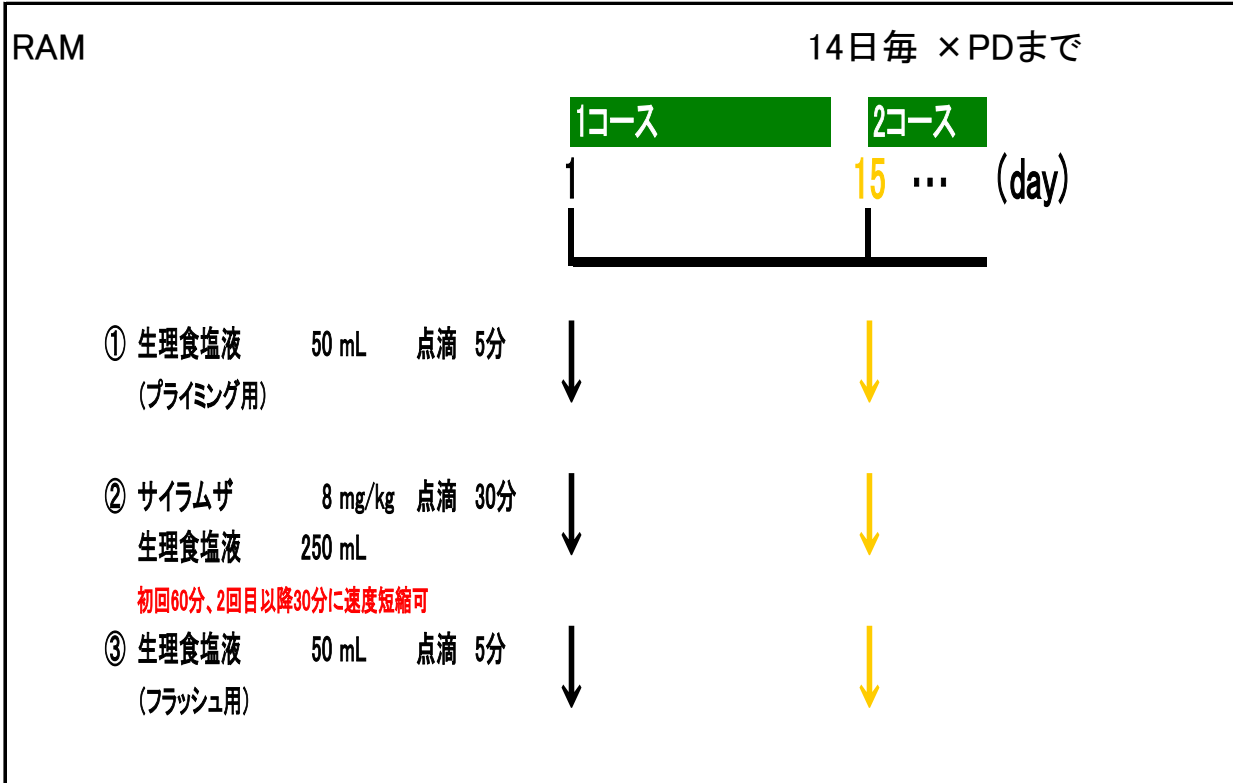 RAM 14日毎 ×PDまで
1コース 2コース
1 15 … (day)
① 生理食塩液 50 mL 点滴 5分
(プライミング用)
② サイラムザ 8 mg/kg 点滴 30分
生理食塩液 250 mL
初回60分、2回目以降30分に速度短縮可
③ 生理食塩液 50 mL 点滴 5分
(フラッシュ用)